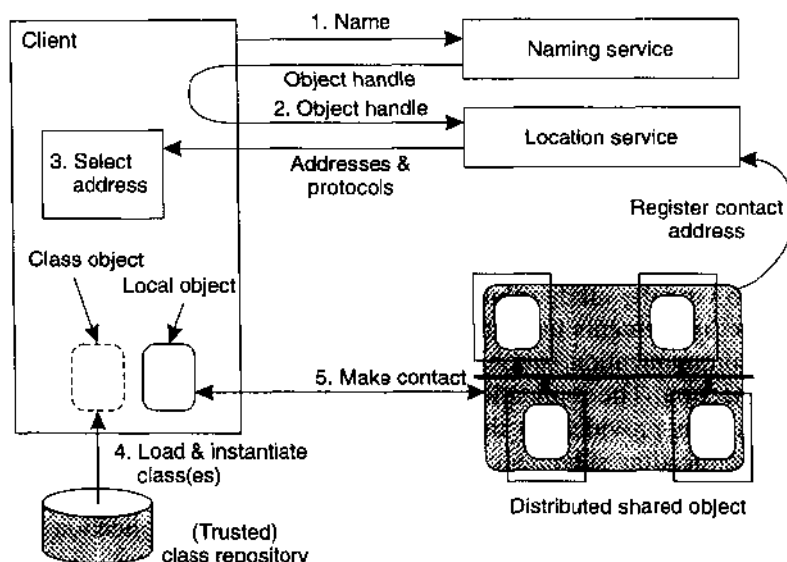 Client
1. Name
Naming service
Object handle
2. Object handle
Location service
3. Select
address
Addresses &
protocols
Register contact
address
Class object
Local object
5. Make contact
4. Load & instantiate
class(es)
Distributed shared object
(Trusted)
class repository